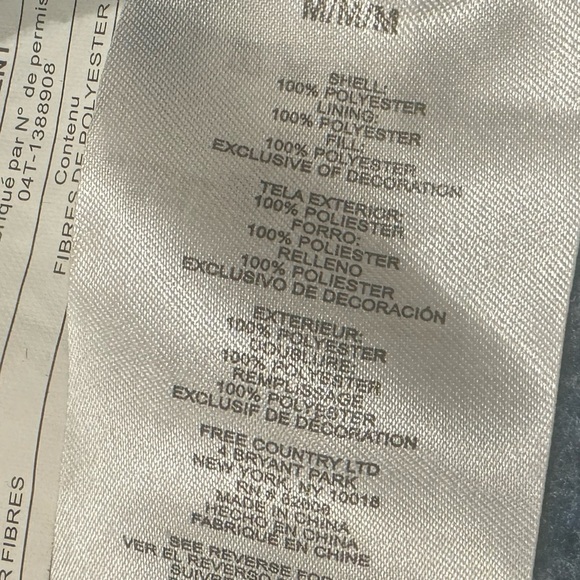 M/M/M
SHELL:
100% POLYESTER
LINING:
100% POLYESTER
FILL:
100% POLYESTER
EXCLUSIVE OF DECORATION
TELA EXTERIOR:
100% POLIESTER
FORRO:
100% POLIESTER
RELLENO
100% POLIESTER
EXCLUSIVO DE DECORACIÓN
EXTERIEUR:
100% POLYESTER
DOUBLURE:
100% POLYESTER
REMPLISSAGE
100% POLYESTER
EXCLUSIF DE DÉCORATION
FREE COUNTRY LTD
4 BRYANT PARK
NEW YORK, NY 10018
RN #
MADE IN CHINA
HECHO EN CHINA
FABRIQUÉ EN CHINE
SEE REVERSE FOR
VER EL REVERSO
par N° de permis
04T-1388908
Contenu
FIBRES DE POLYESTER
FIBRES